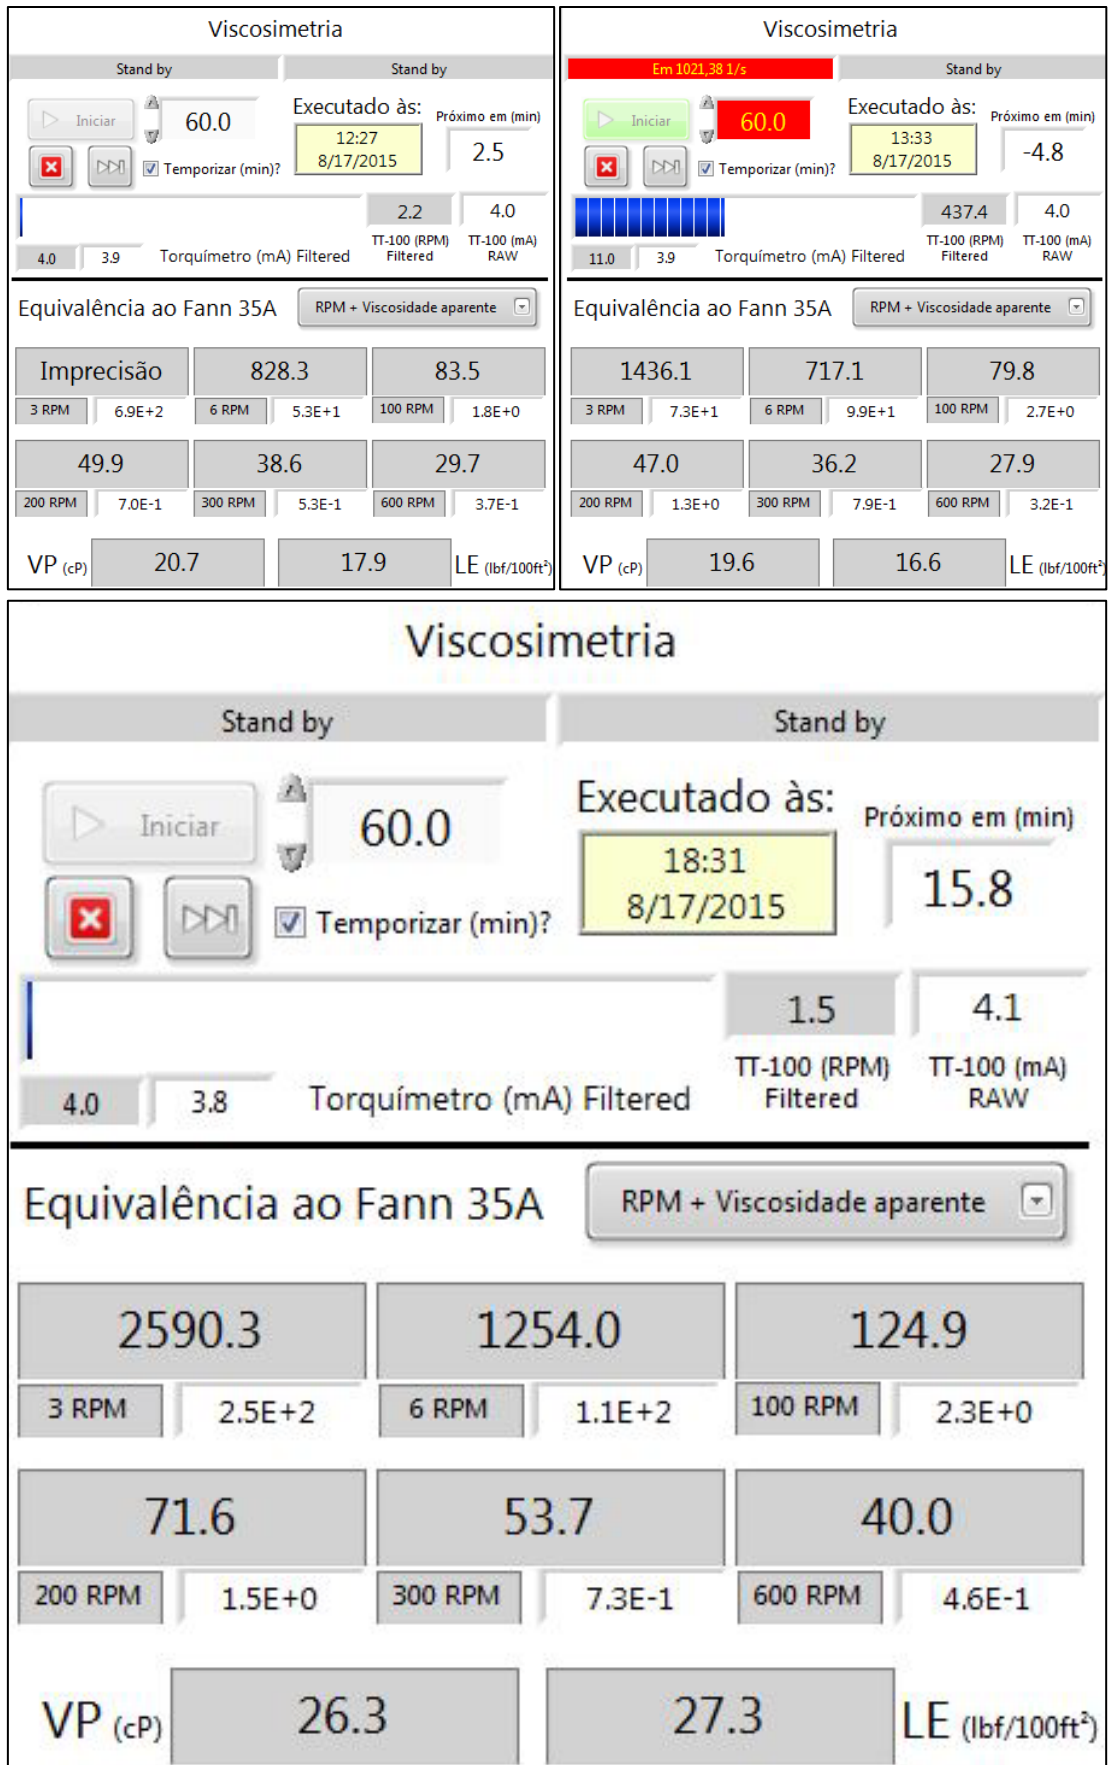 Viscosimetria
Stand by Stand by
Iniciar 60.0 Executado às: Próximo em (min)
12:27
8/17/2015 2.5
Temporizar (min)?
2.2 4.0
4.0 3.9 Torquímetro (mA) Filtered TT-100 (RPM) Filtered TT-100 (mA) RAW
Equivalência ao Fann 35A RPM + Viscosidade aparente
Imprecisão 828.3 83.5
3 RPM 6.9E+2 6 RPM 5.3E+1 100 RPM 1.8E+0
49.9 38.6 29.7
200 RPM 7.0E-1 300 RPM 5.3E-1 600 RPM 3.7E-1
VP (cP) 20.7 17.9 LE (lbf/100ft²)
Viscosimetria
Em 1021,38 1/s Stand by
Iniciar 60.0 Executado às: Próximo em (min)
13:33
8/17/2015 -4.8
Temporizar (min)?
437.4 4.0
11.0 3.9 Torquímetro (mA) Filtered TT-100 (RPM) Filtered TT-100 (mA) RAW
Equivalência ao Fann 35A RPM + Viscosidade aparente
1436.1 717.1 79.8
3 RPM 7.3E+1 6 RPM 9.9E+1 100 RPM 2.7E+0
47.0 36.2 27.9
200 RPM 1.3E+0 300 RPM 7.9E-1 600 RPM 3.2E-1
VP (cP) 19.6 16.6 LE (lbf/100ft²)
Viscosimetria
Stand by Stand by
Iniciar 60.0 Executado às: Próximo em (min)
18:31
8/17/2015 15.8
Temporizar (min)?
1.5 4.1
4.0 3.8 Torquímetro (mA) Filtered TT-100 (RPM) Filtered TT-100 (mA) RAW
Equivalência ao Fann 35A RPM + Viscosidade aparente
2590.3 1254.0 124.9
3 RPM 2.5E+2 6 RPM 1.1E+2 100 RPM 2.3E+0
71.6 53.7 40.0
200 RPM 1.5E+0 300 RPM 7.3E-1 600 RPM 4.6E-1
VP (cP) 26.3 27.3 LE (lbf/100ft²)